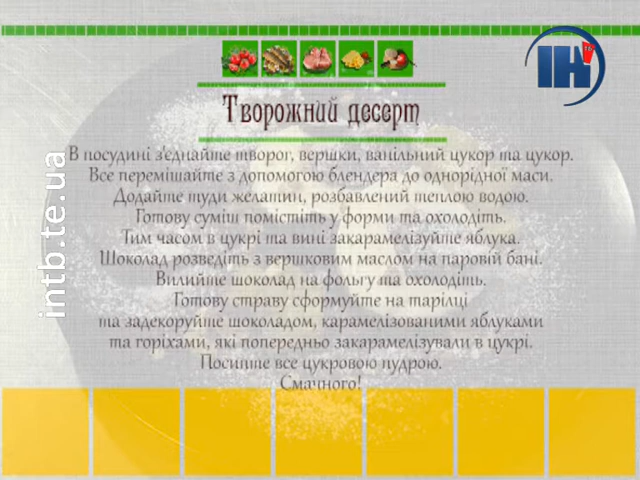 ІНТБ
TV
Творожний десерт
В посудині з'єднайте творог, вершки, ванільний цукор та цукор.
Все перемішайте з допомогою блендера до однорідної маси.
Додайте туди желатин, розбавлений теплою водою.
Готову суміш помістіть у форми та охолодіть.
Тим часом в цукрі та вині закарамелізуйте яблука.
Шоколад розведіть з вершковим маслом на паровій бані.
Вилийте шоколад на фольгу та охолодіть.
Готову страву сформуйте на тарілці
та задекоруйте шоколадом, карамелізованими яблуками
та горіхами, які попередньо закарамелізували в цукрі.
Посипте все цукровою пудрою.
Смачного!
intb.te.ua